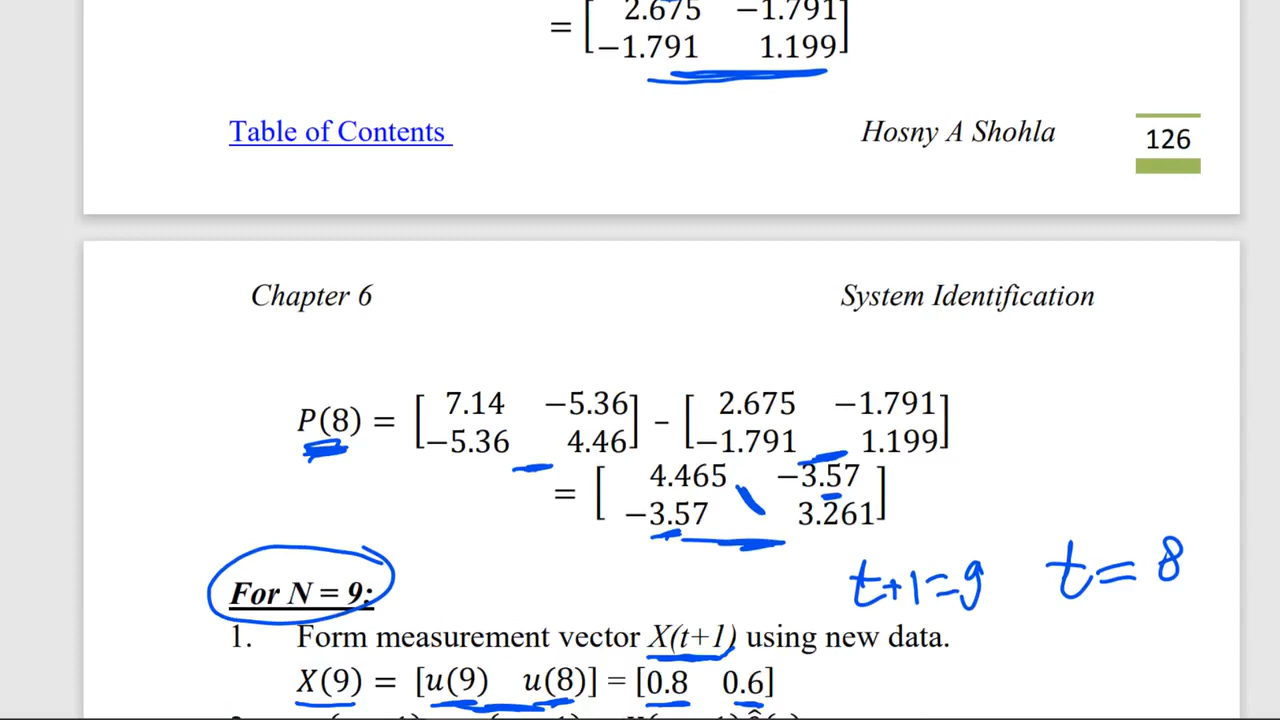 = [ 2.675 −1.791
−1.791 1.199 ]
Table of Contents Hosny A Shohla 126
Chapter 6 System Identification
P(8) = [ 7.14 −5.36
−5.36 4.46 ] − [ 2.675 −1.791
−1.791 1.199 ]
= [ 4.465 −3.57
−3.57 3.261 ]
t+1=9 t=8
For N = 9:
1. Form measurement vector X(t+1) using new data.
X(9) = [u(9) u(8)] = [0.8 0.6]